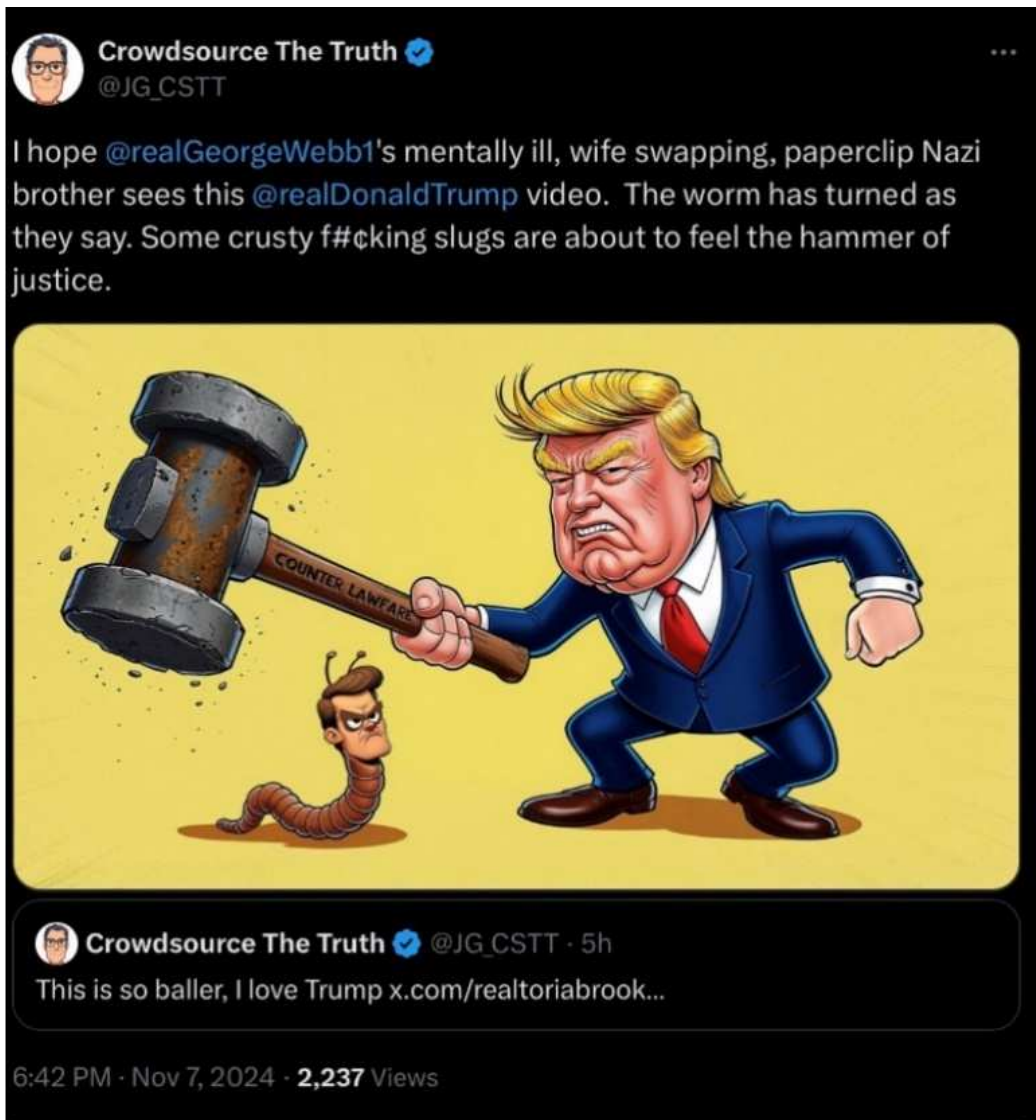 Crowdsource The Truth
@JG_CSTT
I hope @realGeorgeWebb1's mentally ill, wife swapping, paperclip Nazi
brother sees this @realDonaldTrump video. The worm has turned as
they say. Some crusty f#¢king slugs are about to feel the hammer of
justice.
COUNTER LAWFARE
Crowdsource The Truth @JG_CSTT · 5h
This is so baller, I love Trump x.com/realtoriabrook...
6:42 PM · Nov 7, 2024 · 2,237 Views